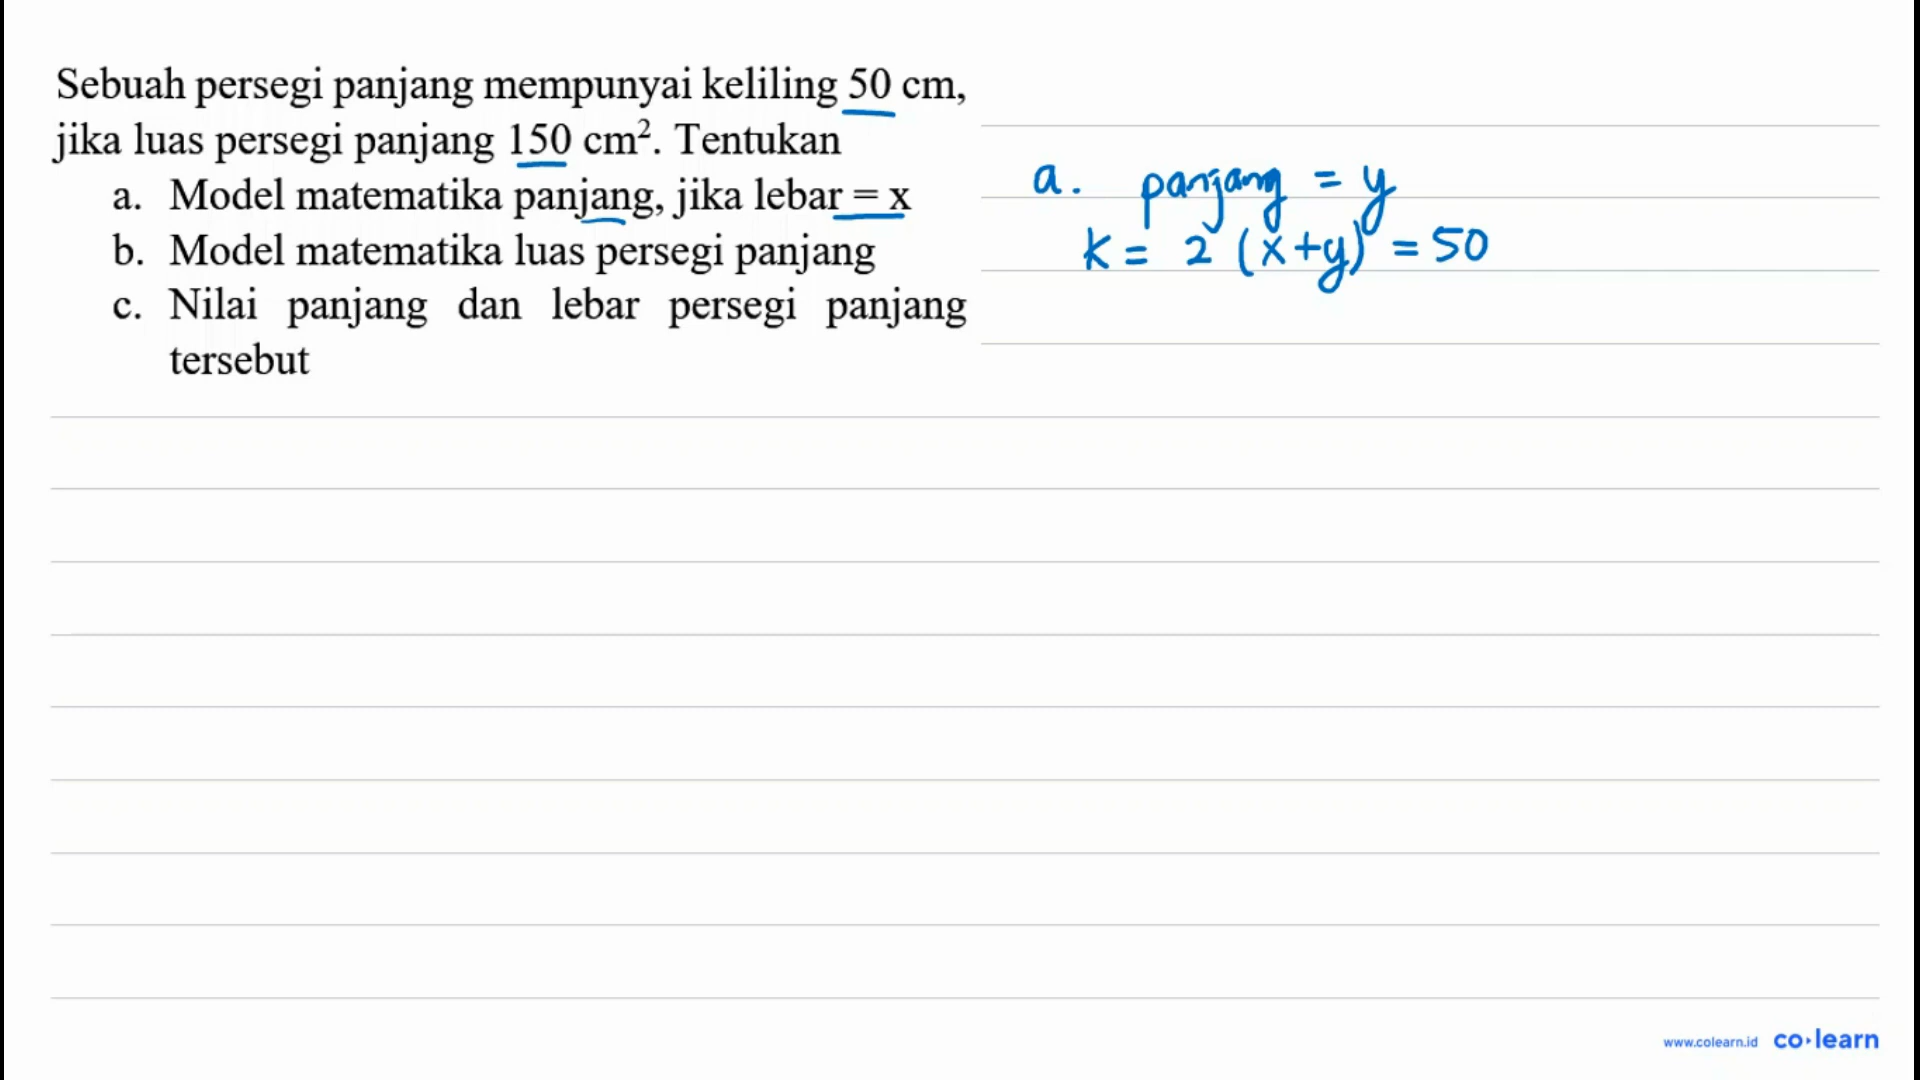 Sebuah persegi panjang mempunyai keliling 50 cm,
jika luas persegi panjang 150 cm². Tentukan
a. Model matematika panjang, jika lebar = x
b. Model matematika luas persegi panjang
c. Nilai panjang dan lebar persegi panjang
tersebut
a. panjang = y
k = 2 (x+y) = 50
www.colearn.id co·learn